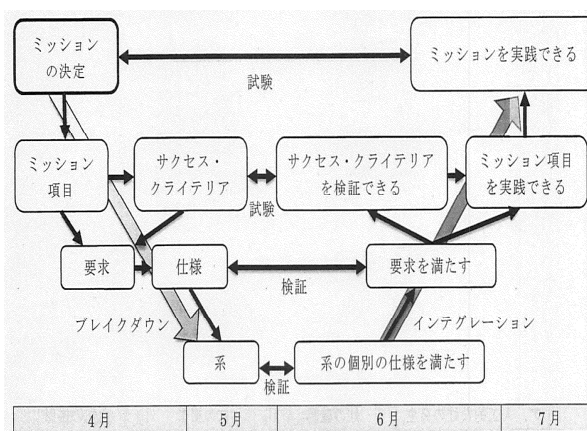 ミッション
の決定
ミッションを実践できる
試験
ミッション
項目
サクセス・
クライテリア
サクセス・クライテリア
を検証できる
ミッション項目
を実践できる
試験
要求
仕様
要求を満たす
検証
ブレイクダウン
インテグレーション
系
系の個別の仕様を満たす
検証
4月
5月
6月
7月